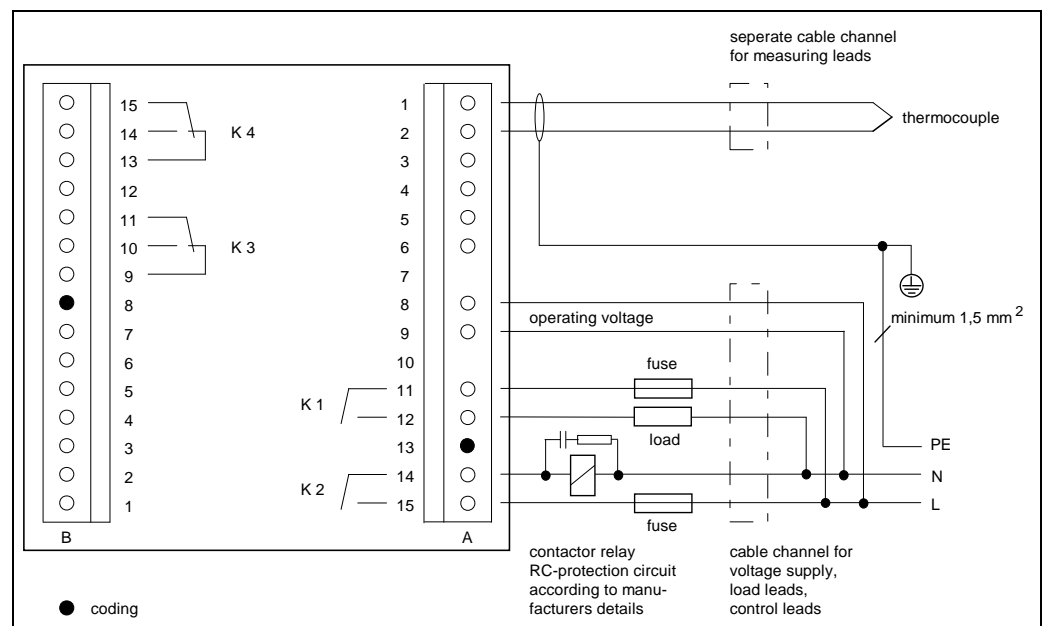 seperate cable channel
for measuring leads
thermocouple
15
14
13
12
11
10
9
8
7
6
5
4
3
2
1
B
K 4
K 3
K 1
K 2
1
2
3
4
5
6
7
8
9
10
11
12
13
14
15
A
minimum 1,5 mm 2
operating voltage
fuse
load
fuse
PE
N
L
contactor relay
RC-protection circuit
according to manu-
facturers details
cable channel for
voltage supply,
load leads,
control leads
coding